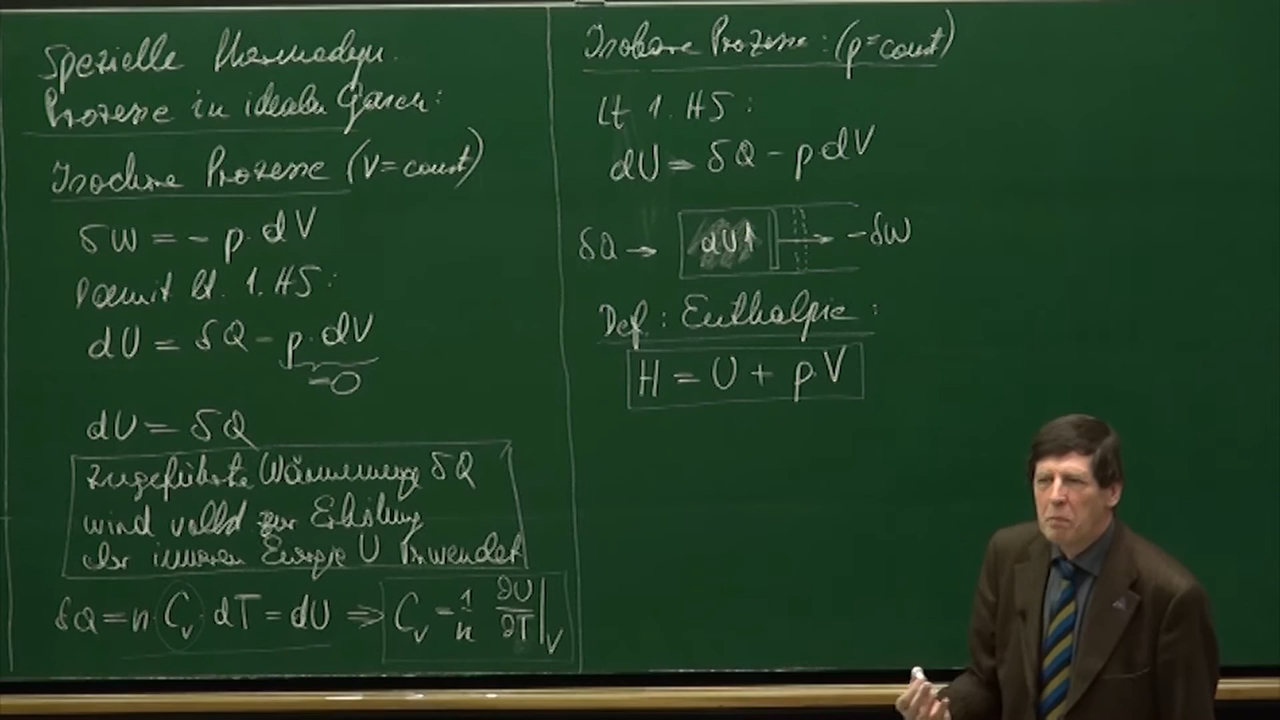 Spezielle thermodyn.
Prozesse in idealen Gasen:
Isochore Prozesse (V=const)
δW = - p · dV
Damit lt. 1. HS:
dU = δQ - p · dV
=0
dU = δQ
zugeführte Wärmemenge δQ
wird vollst zur Erhöhung
der inneren Energie U verwendet
δQ = n · C_v · dT = dU ⇒ C_v = 1/n ∂U/∂T|_V
Isobare Prozesse: (p=const)
Lt 1. HS:
dU = δQ - p dV
δQ → dU↑ → -δW
Def: Enthalpie:
H = U + p·V